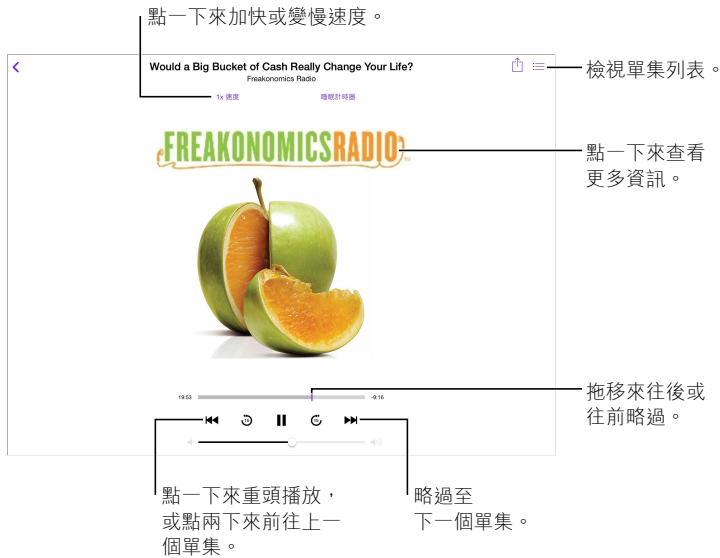 點一下來加快或變慢速度。
Would a Big Bucket of Cash Really Change Your Life?
Freakonomics Radio
檢視單集列表。
1x 速度
睡眠計時器
FREAKONOMICSRADIO™
點一下來查看
更多資訊。
19:53
-9:16
拖移來往後或
往前略過。
15
15
點一下來重頭播放,
或點兩下來前往上一
個單集。
略過至
下一個單集。